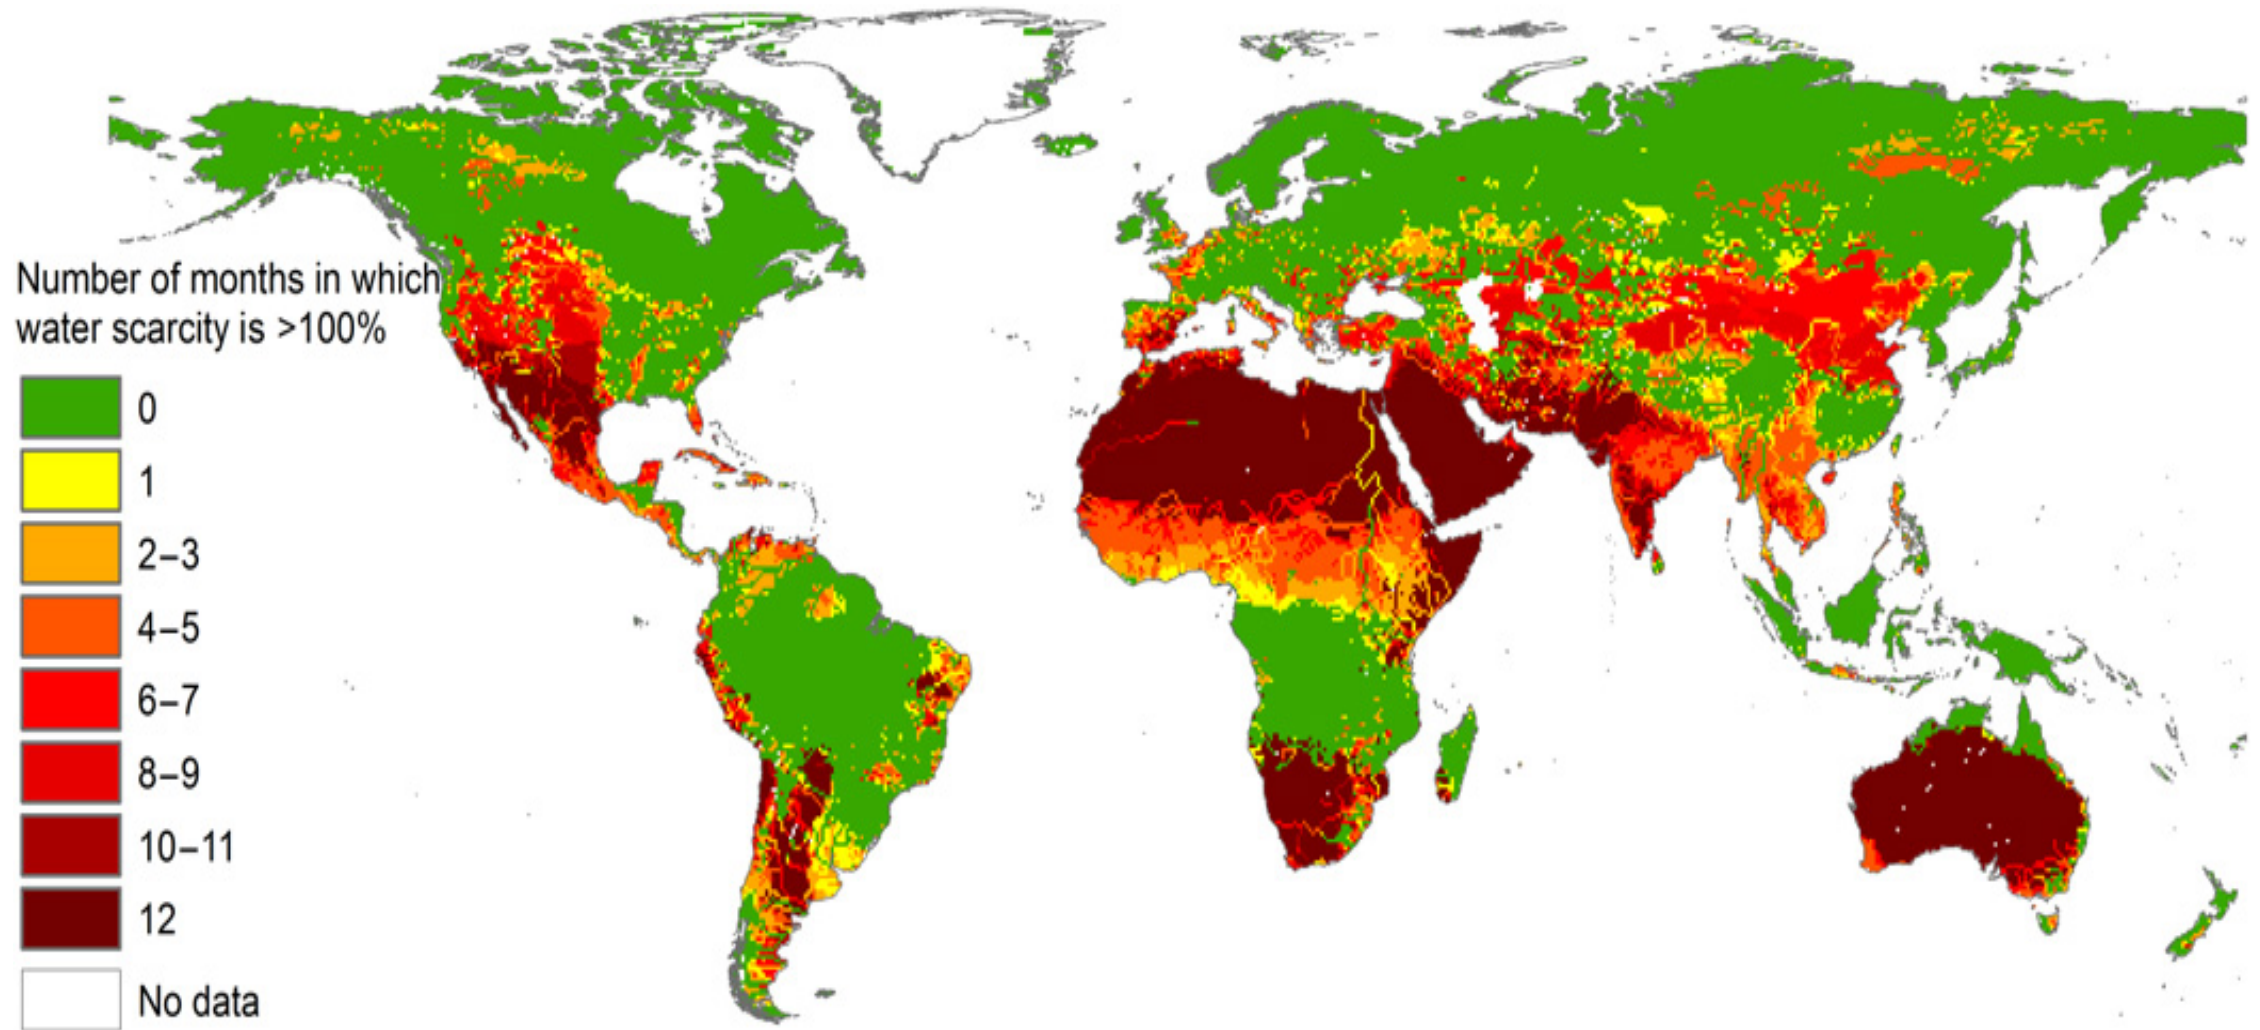 Number of months in which
water scarcity is >100%
0
1
2–3
4–5
6–7
8–9
10–11
12
No data